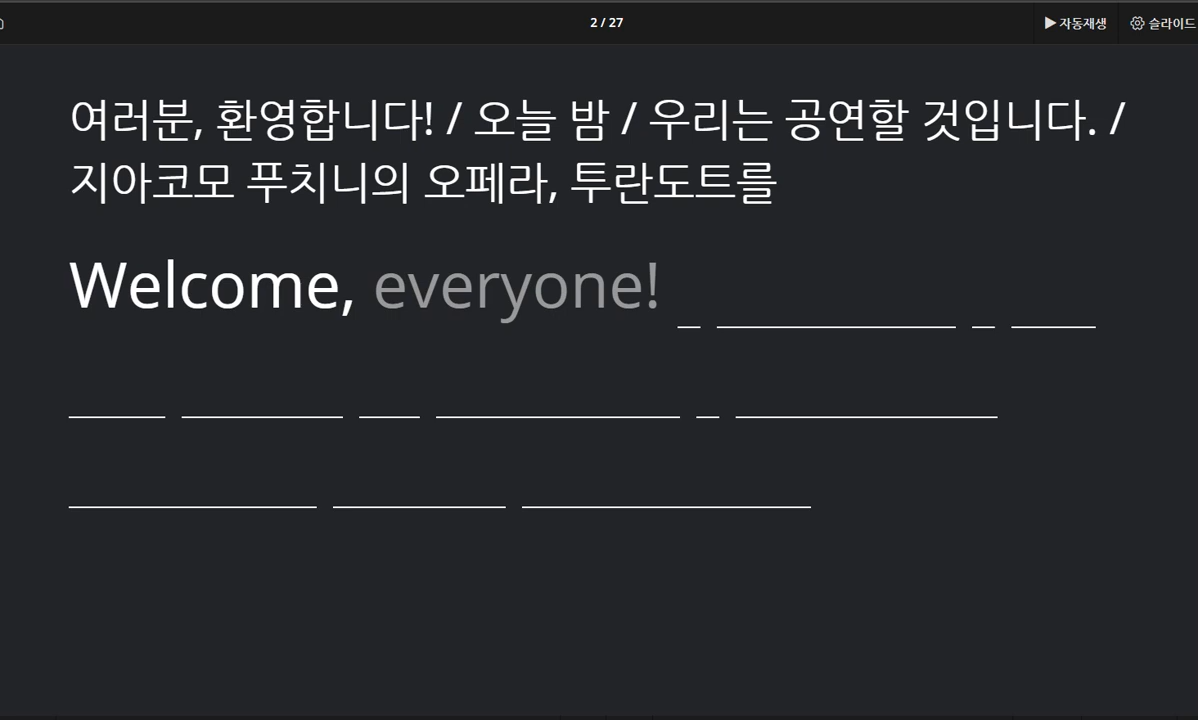 2 / 27
▶ 자동재생
슬라이드
여러분, 환영합니다! / 오늘 밤 / 우리는 공연할 것입니다. /
지아코모 푸치니의 오페라, 투란도트를
Welcome, everyone!